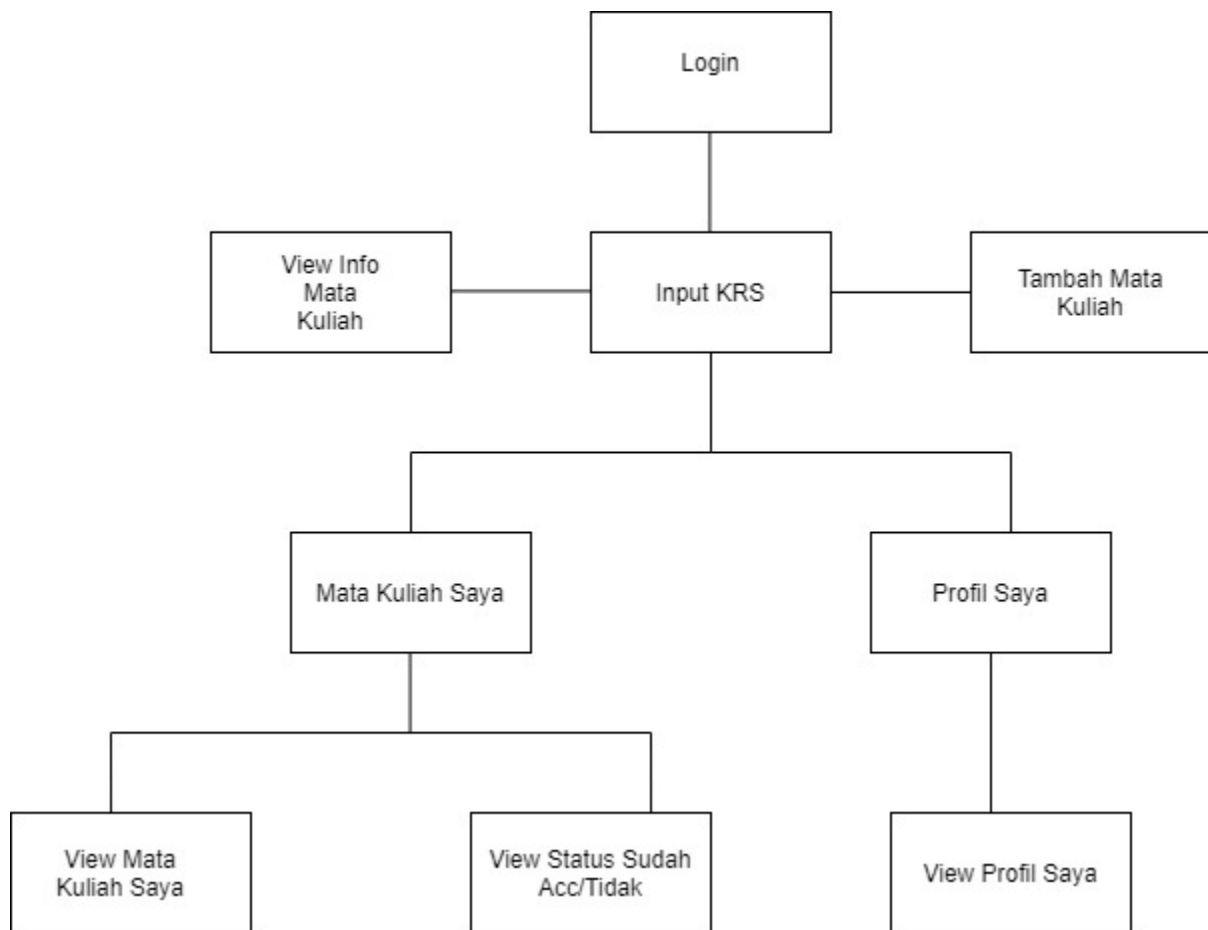 Login
View Info
Mata
Kuliah
Input KRS
Tambah Mata
Kuliah
Mata Kuliah Saya
Profil Saya
View Mata
Kuliah Saya
View Status Sudah
Acc/Tidak
View Profil Saya